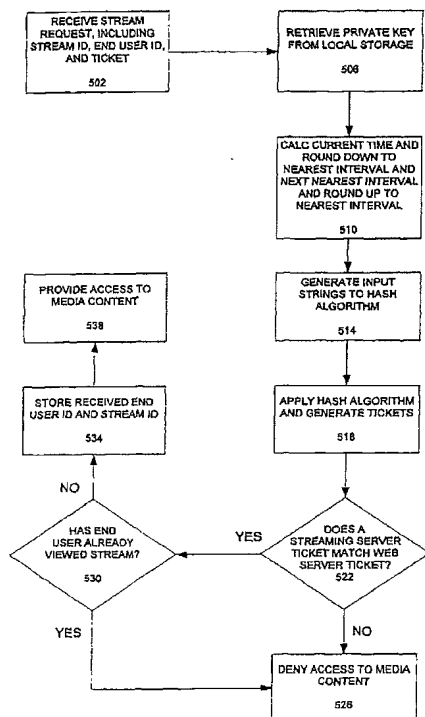 RECEIVE STREAM
REQUEST, INCLUDING
STREAM ID, END USER ID,
AND TICKET
502
RETRIEVE PRIVATE KEY
FROM LOCAL STORAGE
506
CALC CURRENT TIME AND
ROUND DOWN TO
NEAREST INTERVAL AND
NEXT NEAREST INTERVAL
AND ROUND UP TO
NEAREST INTERVAL
510
GENERATE INPUT
STRINGS TO HASH
ALGORITHM
514
APPLY HASH ALGORITHM
AND GENERATE TICKETS
518
DOES A
STREAMING SERVER
TICKET MATCH WEB
SERVER TICKET?
522
YES
NO
HAS END
USER ALREADY
VIEWED STREAM?
530
NO
YES
STORE RECEIVED END
USER ID AND STREAM ID
534
PROVIDE ACCESS TO
MEDIA CONTENT
538
DENY ACCESS TO MEDIA
CONTENT
526